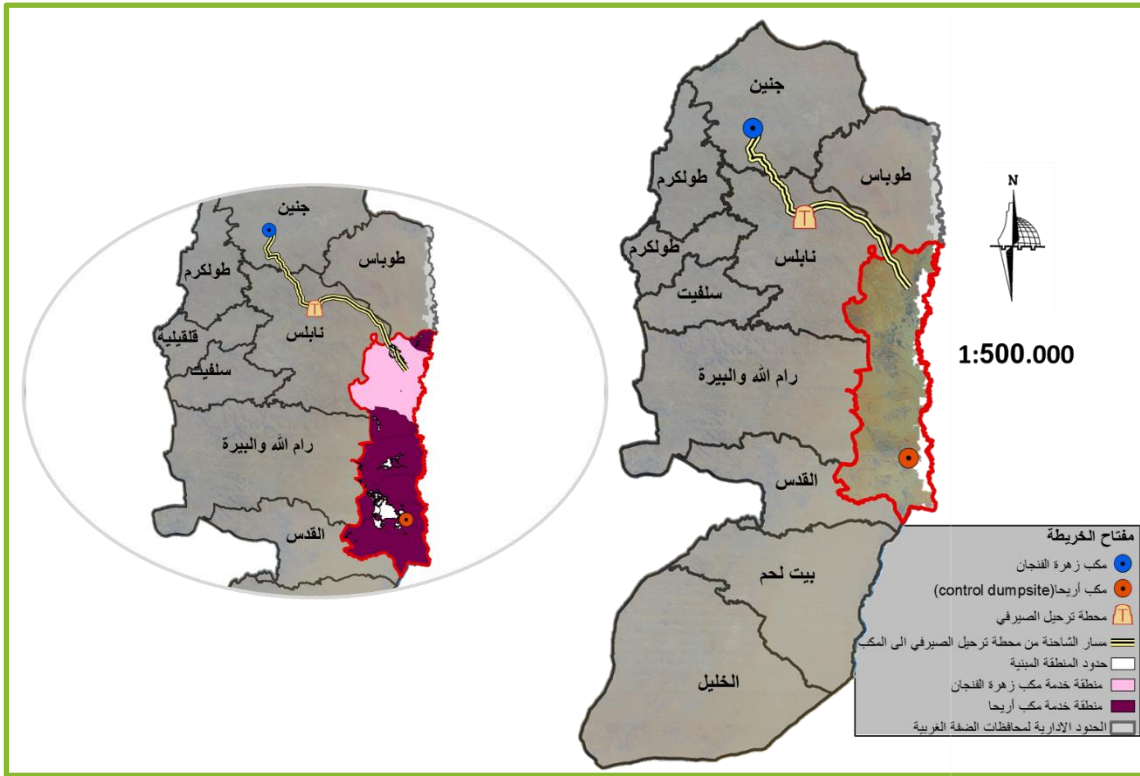 جنين
طوباس
طولكرم
نابلس
قلقيلية
سلفيت
رام الله والبيرة
القدس
جنين
طوباس
طولكرم
نابلس
طولكرم
سلفيت
رام الله والبيرة
القدس
بيت لحم
الخليل
N
1:500.000
مفتاح الخريطة
مكب زهرة الفنجان
مكب أريحا(control dumpsite)
محطة ترحيل الصيرفي
مسار الشاحنة من محطة ترحيل الصيرفي الى المكب
حدود المنطقة المبنية
منطقة خدمة مكب زهرة الفنجان
منطقة خدمة مكب أريحا
الحدود الادارية لمحافظات الضفة الغربية
T
T
T